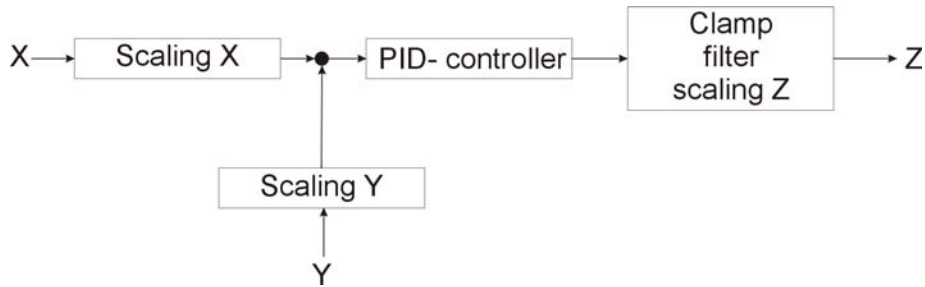 X
Scaling X
PID- controller
Clamp
filter
scaling Z
Z
Scaling Y
Y